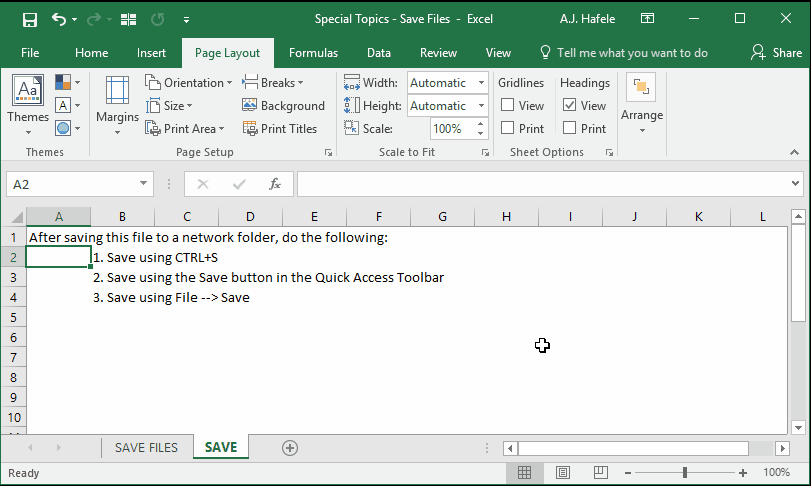 Special Topics - Save Files - Excel
A.J. Hafele
File Home Insert Page Layout Formulas Data Review View Tell me what you want to do Share
Themes
A
Aa
Themes
Margins
Orientation
Size
Print Area
Breaks
Background
Print Titles
Page Setup
Width: Automatic
Height: Automatic
Scale: 100%
Scale to Fit
Gridlines
View
Print
Headings
View
Print
Sheet Options
Arrange
A2
fx
A B C D E F G H I J K L
1 After saving this file to a network folder, do the following:
2 1. Save using CTRL+S
3 2. Save using the Save button in the Quick Access Toolbar
4 3. Save using File --> Save
5
6
7
8
9
10
SAVE FILES SAVE
Ready
100%